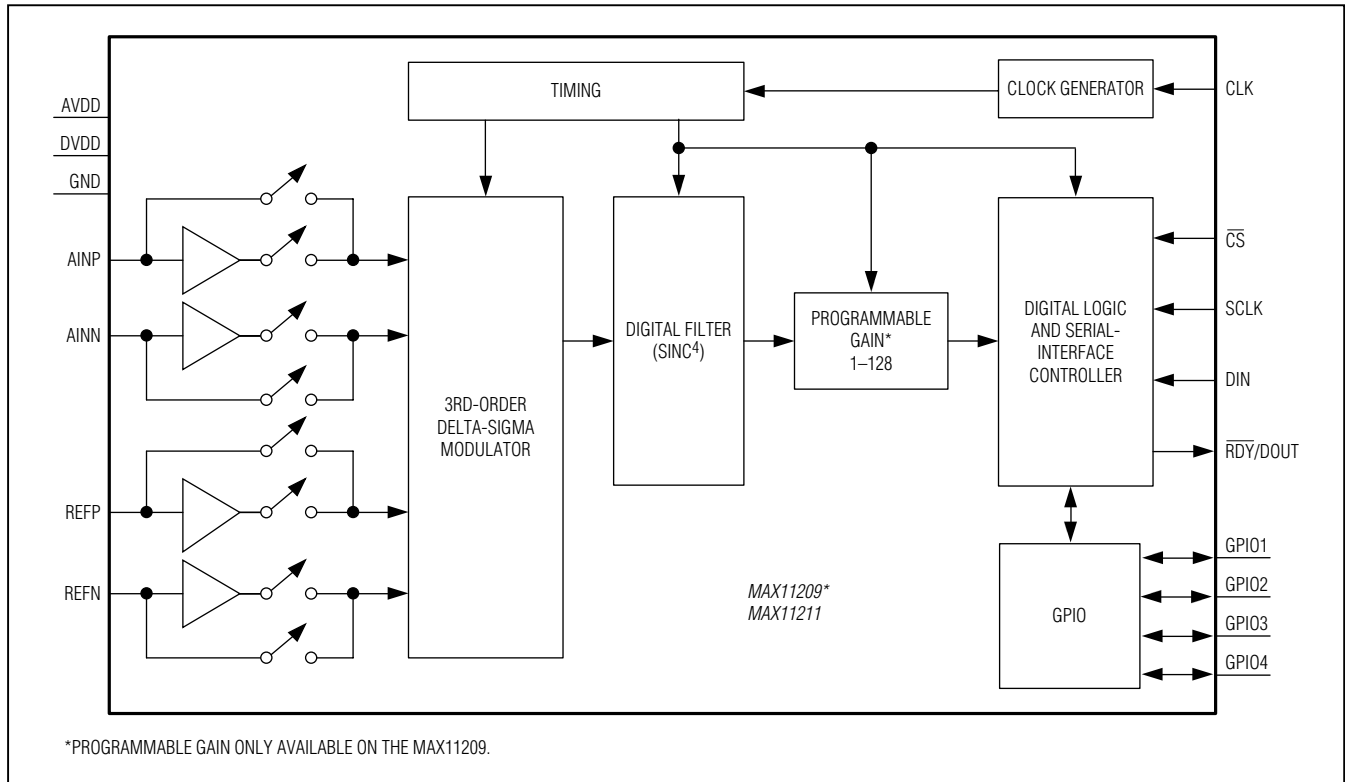 TIMING
CLOCK GENERATOR
CLK
AVDD
DVDD
GND
AINP
AINN
REFP
REFN
3RD-ORDER
DELTA-SIGMA
MODULATOR
DIGITAL FILTER
(SINC⁴)
PROGRAMMABLE
GAIN*
1–128
DIGITAL LOGIC
AND SERIAL-
INTERFACE
CONTROLLER
C̅S̅
SCLK
DIN
R̅D̅Y̅/DOUT
GPIO
GPIO1
GPIO2
GPIO3
GPIO4
MAX11209*
MAX11211
*PROGRAMMABLE GAIN ONLY AVAILABLE ON THE MAX11209.